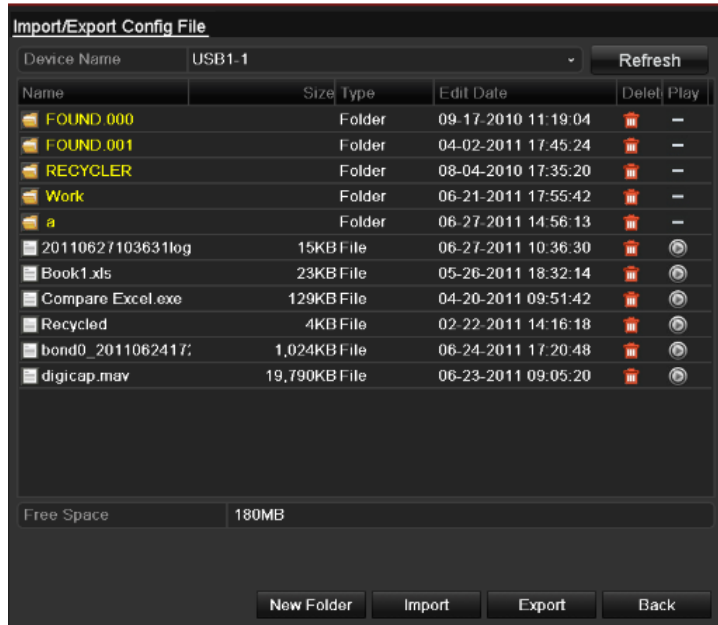 Import/Export Config File
Device Name USB1-1 Refresh
Name Size Type Edit Date Delet Play
FOUND.000 Folder 09-17-2010 11:19:04 –
FOUND.001 Folder 04-02-2011 17:45:24 –
RECYCLER Folder 08-04-2010 17:35:20 –
Work Folder 06-21-2011 17:55:42 –
a Folder 06-27-2011 14:56:13 –
20110627103631log 15KB File 06-27-2011 10:36:30
Book1.xls 23KB File 05-26-2011 18:32:14
Compare Excel.exe 129KB File 04-20-2011 09:51:42
Recycled 4KB File 02-22-2011 14:16:18
bond0_2011062417 1,024KB File 06-24-2011 17:20:48
digicap.mav 19,790KB File 06-23-2011 09:05:20
Free Space 180MB
New Folder Import Export Back